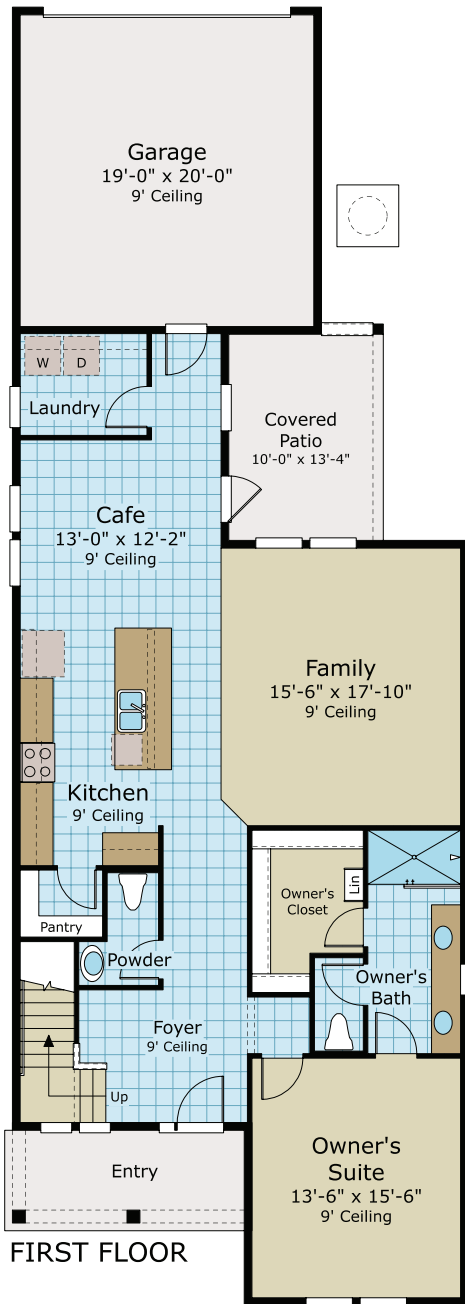 Garage
19'-0" x 20'-0"
9' Ceiling
W D
Laundry
Covered
Patio
10'-0" x 13'-4"
Cafe
13'-0" x 12'-2"
9' Ceiling
Family
15'-6" x 17'-10"
9' Ceiling
Kitchen
9' Ceiling
Lin
Owner's
Closet
Pantry
Powder
Owner's
Bath
Foyer
9' Ceiling
Up
Owner's
Suite
13'-6" x 15'-6"
9' Ceiling
Entry
FIRST FLOOR